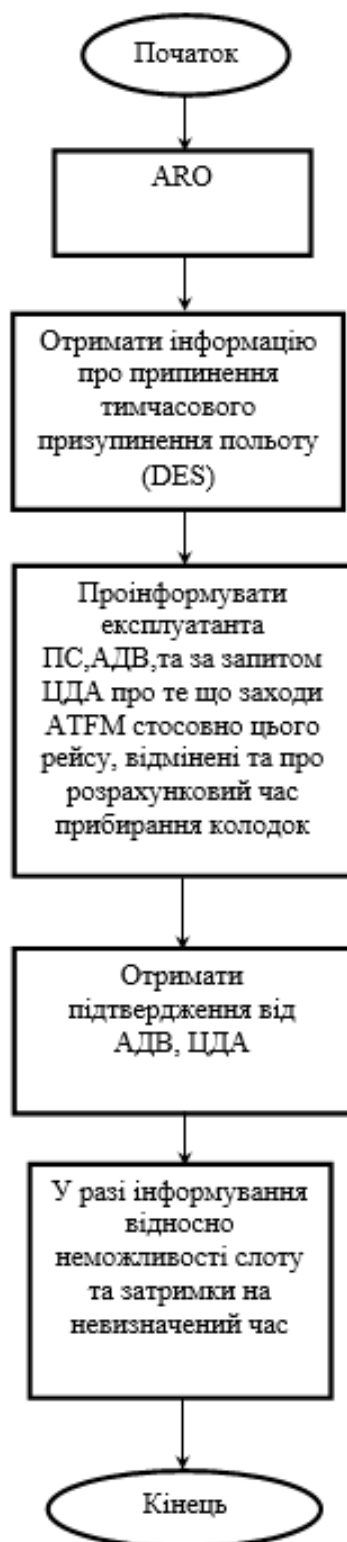 Початок
ARO
Отримати інформацію
про припинення
тимчасового
призупинення польоту
(DES)
Проінформувати
експлуатанта
ПС,АДВ,та за запитом
ЦДА про те що заходи
ATFM стосовно цього
рейсу, відмінені та про
розрахунковий час
прибирання колодок
Отримати
підтвердження від
АДВ, ЦДА
У разі інформування
відносно
неможливості слоту
та затримки на
невизначений час
Кінець